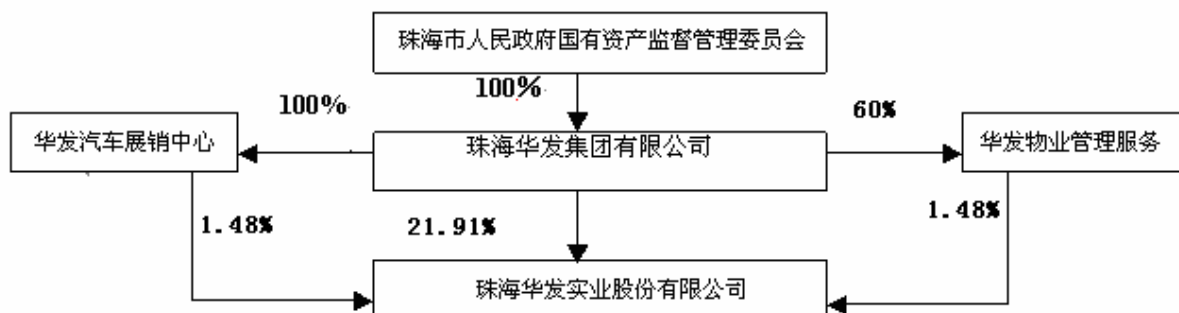 珠海市人民政府国有资产监督管理委员会
100%
100%
60%
华发汽车展销中心
珠海华发集团有限公司
华发物业管理服务
1.48%
21.91%
1.48%
珠海华发实业股份有限公司